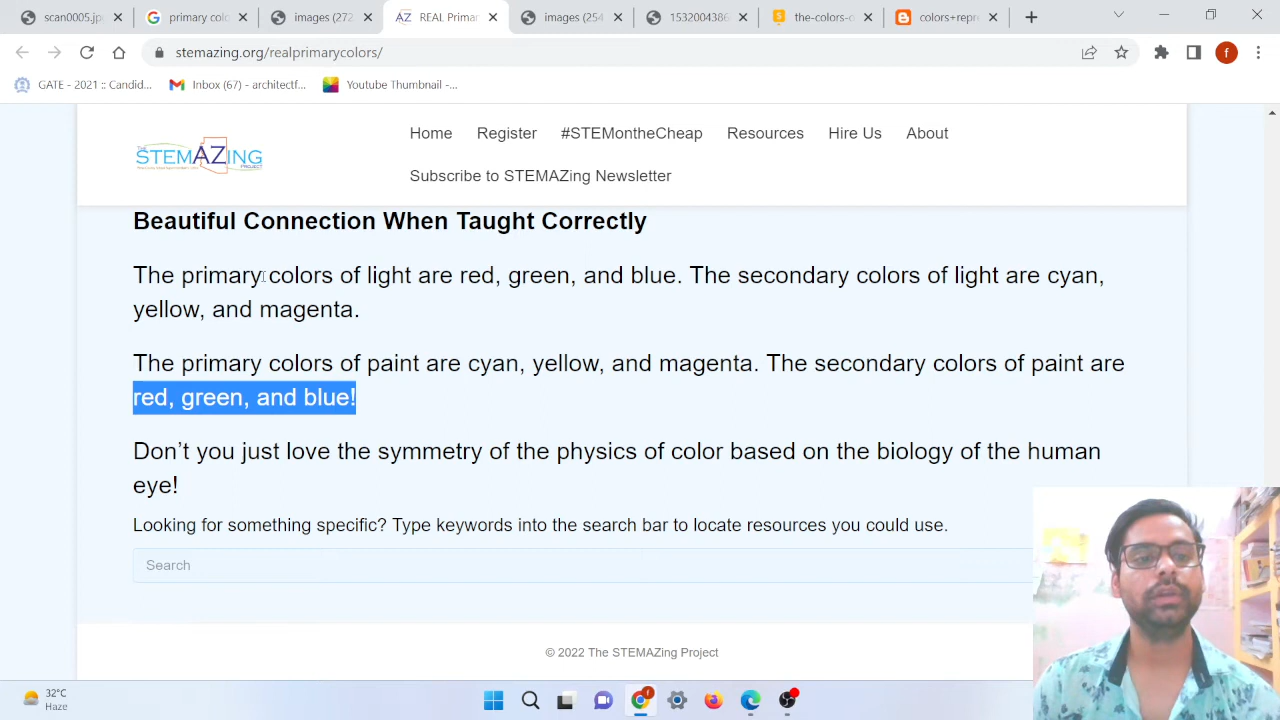 scan0005.jp
primary colo
images (272
REAL Primar
images (254
1532004386
the-colors-
colors+repr
stemazing.org/realprimarycolors/
f
GATE - 2021 :: Candid...
Inbox (67) - architectf...
Youtube Thumbnail -...
THE STEMAZING PROJECT
Home Register #STEMontheCheap Resources Hire Us About
Subscribe to STEMAZing Newsletter
Beautiful Connection When Taught Correctly
The primary colors of light are red, green, and blue. The secondary colors of light are cyan,
yellow, and magenta.
The primary colors of paint are cyan, yellow, and magenta. The secondary colors of paint are
red, green, and blue!
Don’t you just love the symmetry of the physics of color based on the biology of the human
eye!
Looking for something specific? Type keywords into the search bar to locate resources you could use.
Search
© 2022 The STEMAZing Project
32°C
Haze